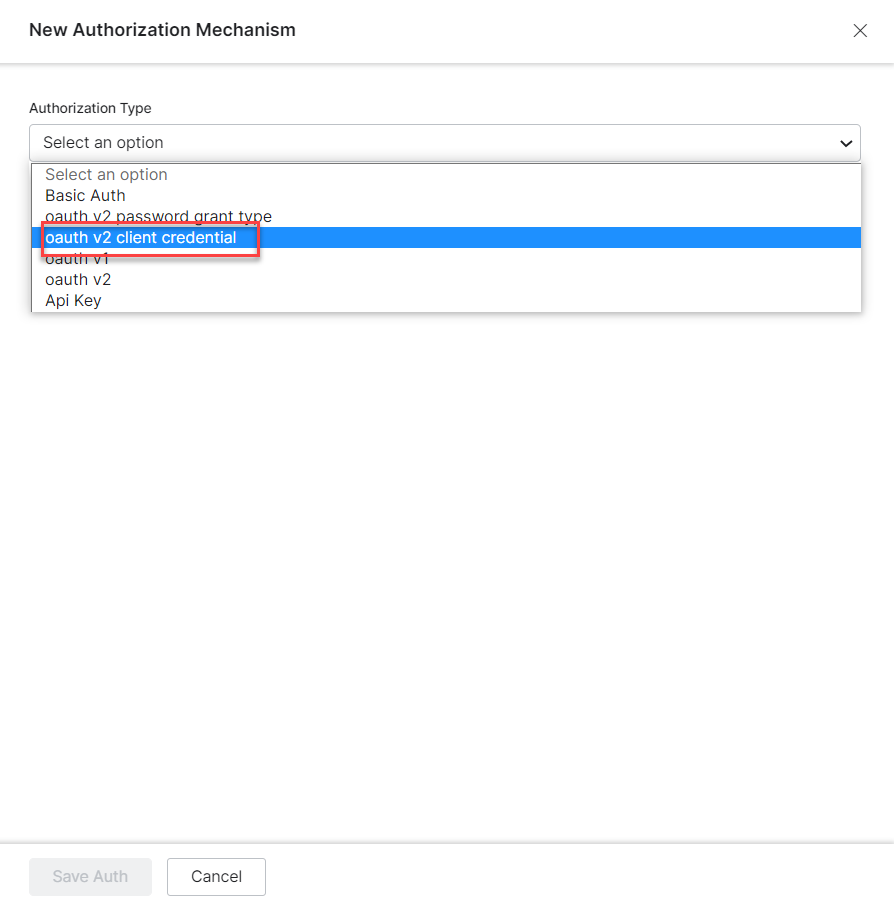 New Authorization Mechanism
Authorization Type
Select an option
Select an option
Basic Auth
oauth v2 password grant type
oauth v2 client credential
oauth v1
oauth v2
Api Key
Save Auth
Cancel